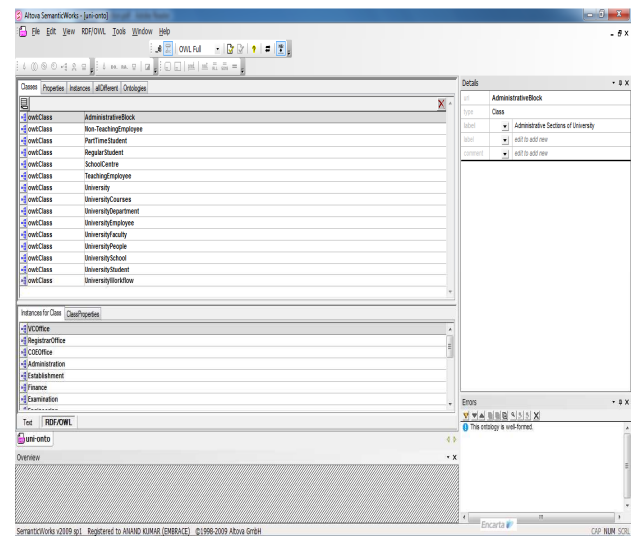 Altova SemanticWorks - [uni-onto]
File Edit View RDF/OWL Tools Window Help
OWL Full
Classes Properties Instances allDifferent Ontologies
owl:Class AdministrativeBlock
owl:Class Non-TeachingEmployee
owl:Class PartTimeStudent
owl:Class RegularStudent
owl:Class SchoolCentre
owl:Class TeachingEmployee
owl:Class University
owl:Class UniversityCourses
owl:Class UniversityDepartment
owl:Class UniversityEmployee
owl:Class UniversityFaculty
owl:Class UniversityPeople
owl:Class UniversitySchool
owl:Class UniversityStudent
owl:Class UniversityWorkflow
Instances for Class ClassProperties
VCOffice
RegistrarOffice
COEOffice
Administration
Establishment
Finance
Examination
Text RDF/OWL
uni-onto
Overview
Details
uri AdministrativeBlock
type Class
label Administrative Sections of University
label edit to add new
comment edit to add new
Errors
This ontology is well-formed.
Encarta
SemanticWorks v2009 sp1 Registered to ANAND KUMAR (EMBRACE) ©1998-2009 Altova GmbH
CAP NUM SCRL